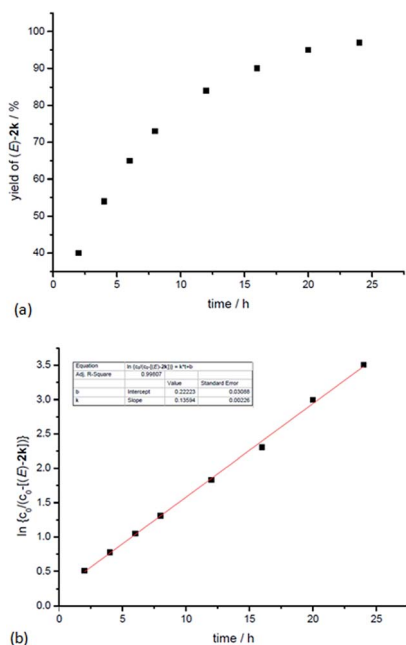 100
90
80
70
60
50
40
yield of (E)-2k / %
0 5 10 15 20 25
time / h
(a)
3.5
3.0
2.5
2.0
1.5
1.0
0.5
0.0
ln {c0/(c0-[(E)-2k])}
Equation ln {c0/(c0-[(E)-2k])} = k*t+b
Adj. R-Square 0.99807
Value Standard Error
b Intercept 0.22223 0.03088
k Slope 0.13594 0.00226
0 5 10 15 20 25
time / h
(b)